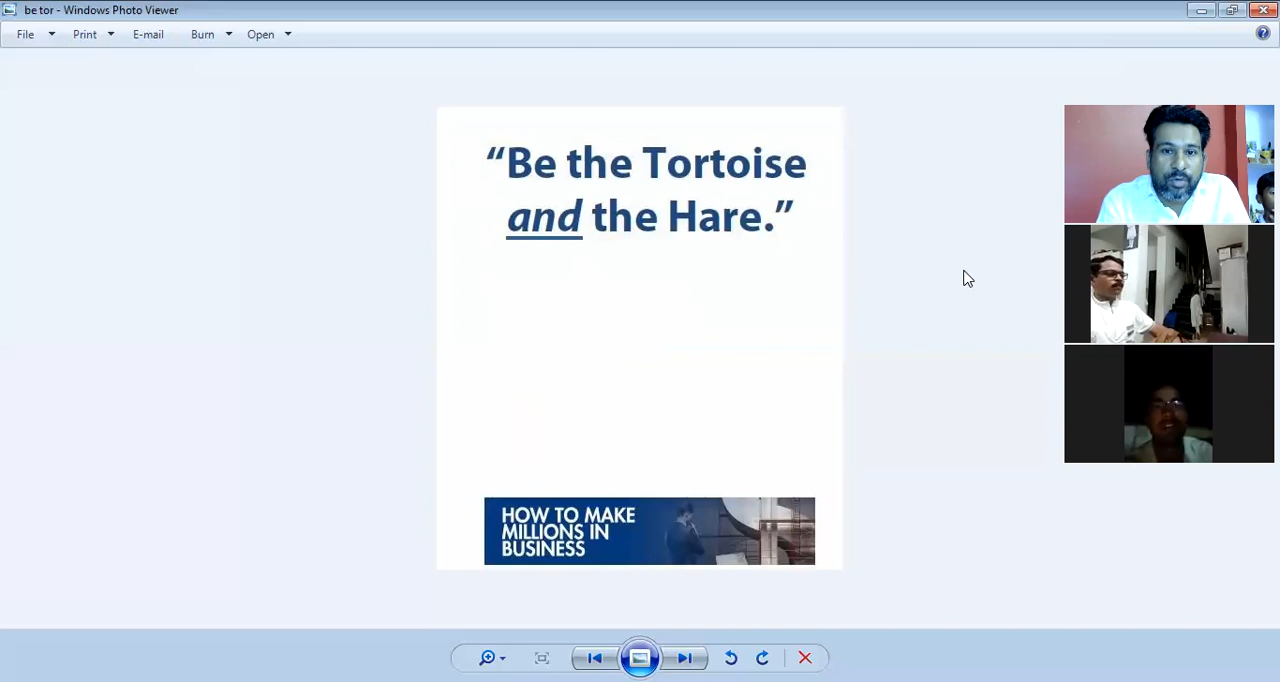 be tor - Windows Photo Viewer
File Print E-mail Burn Open
“Be the Tortoise
and the Hare.”
HOW TO MAKE
MILLIONS IN
BUSINESS